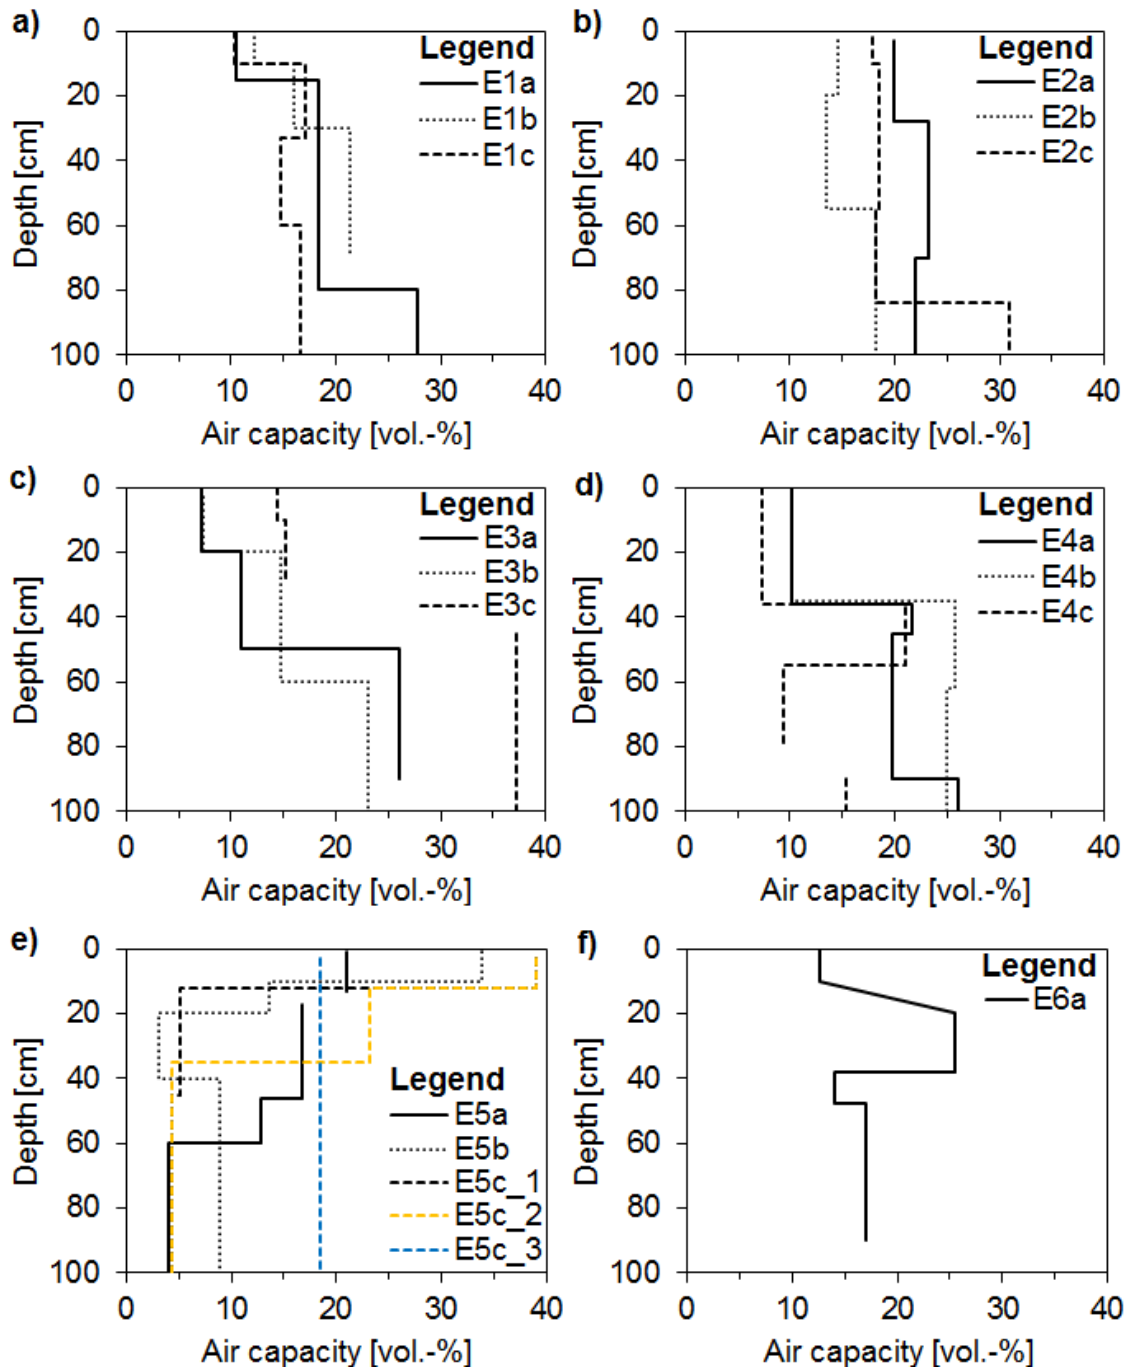 a)
0
20
40
60
80
100
Depth [cm]
Legend
E1a
E1b
E1c
0 10 20 30 40
Air capacity [vol.-%]
b)
0
20
40
60
80
100
Depth [cm]
Legend
E2a
E2b
E2c
0 10 20 30 40
Air capacity [vol.-%]
c)
0
20
40
60
80
100
Depth [cm]
Legend
E3a
E3b
E3c
0 10 20 30 40
Air capacity [vol.-%]
d)
0
20
40
60
80
100
Depth [cm]
Legend
E4a
E4b
E4c
0 10 20 30 40
Air capacity [vol.-%]
e)
0
20
40
60
80
100
Depth [cm]
Legend
E5a
E5b
E5c_1
E5c_2
E5c_3
0 10 20 30 40
Air capacity [vol.-%]
f)
0
20
40
60
80
100
Depth [cm]
Legend
E6a
0 10 20 30 40
Air capacity [vol.-%]